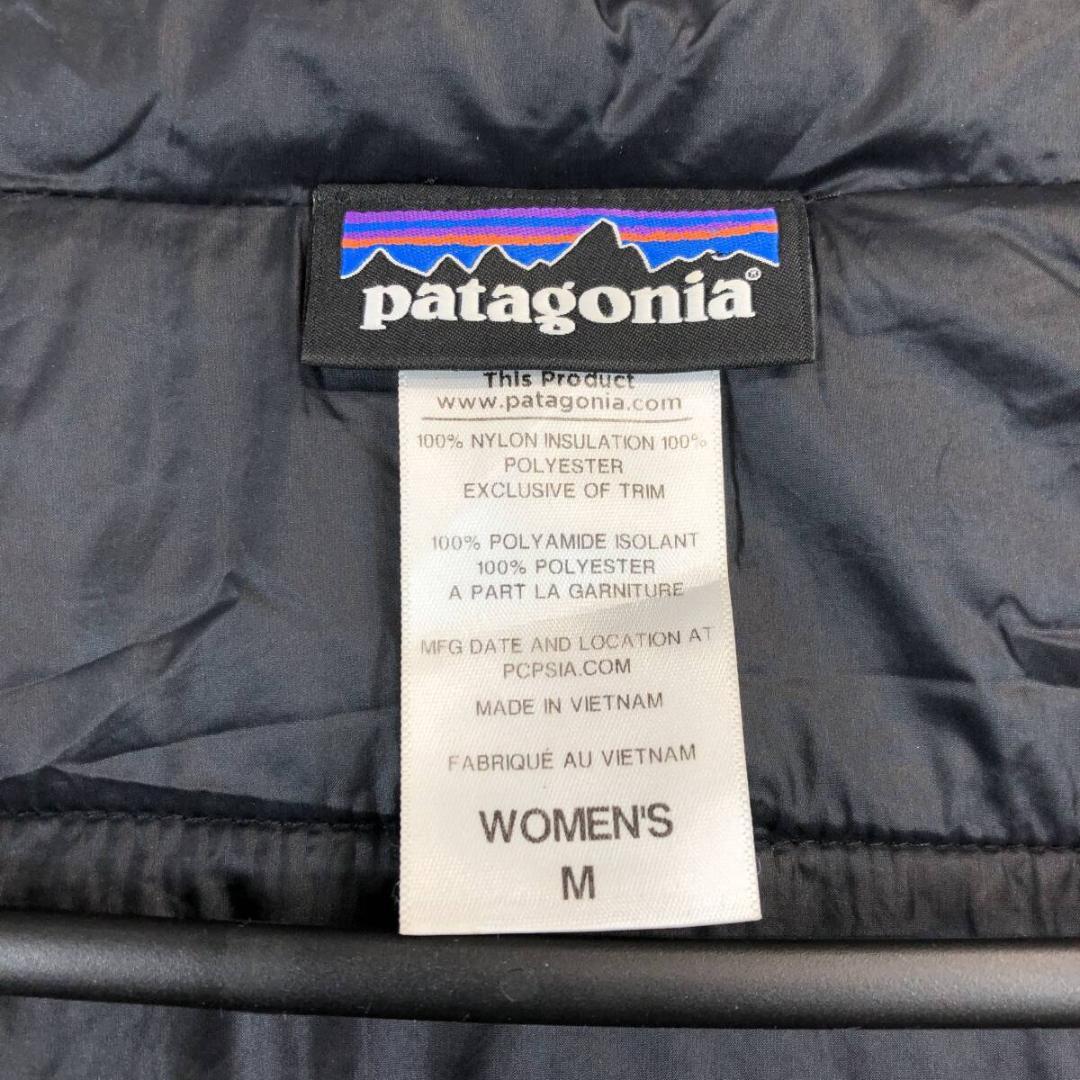 patagonia®
This Product
www.patagonia.com
100% NYLON INSULATION 100%
POLYESTER
EXCLUSIVE OF TRIM
100% POLYAMIDE ISOLANT
100% POLYESTER
A PART LA GARNITURE
MFG DATE AND LOCATION AT
PCPSIA.COM
MADE IN VIETNAM
FABRIQUÉ AU VIETNAM
WOMEN'S
M